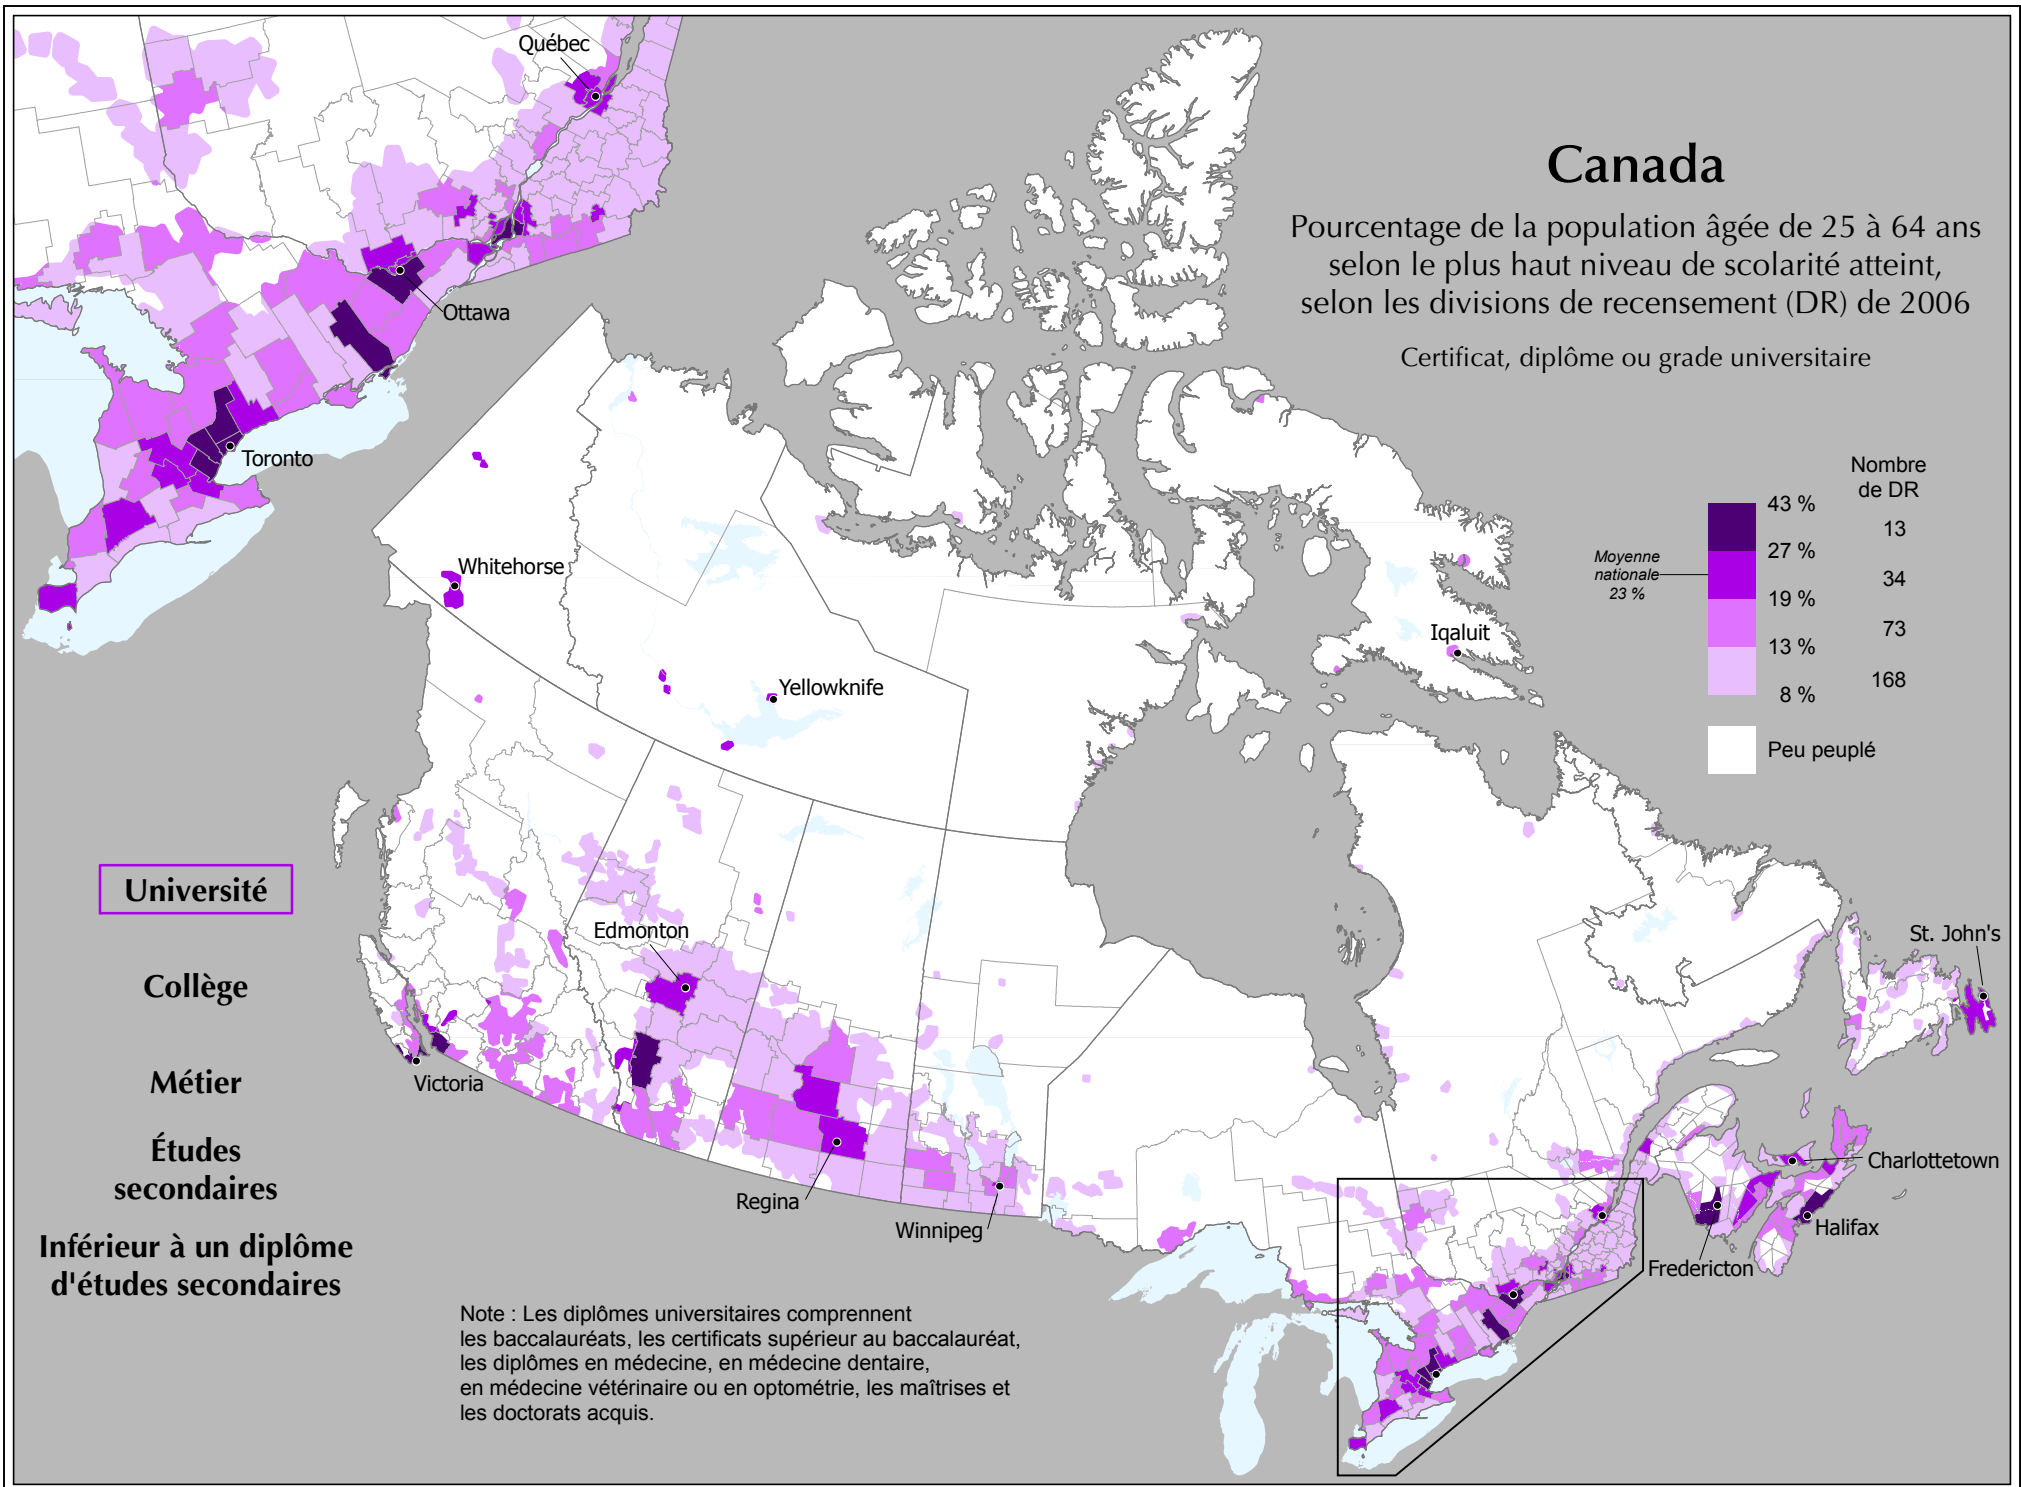 Canada
Pourcentage de la population âgée de 25 à 64 ans
selon le plus haut niveau de scolarité atteint,
selon les divisions de recensement (DR) de 2006
Certificat, diplôme ou grade universitaire
Québec
Ottawa
Toronto
Whitehorse
Yellowknife
Iqaluit
Nombre
de DR
43 %
13
27 %
Moyenne
nationale
23 %
34
19 %
73
13 %
168
8 %
Peu peuplé
Université
Collège
Métier
Études
secondaires
Inférieur à un diplôme
d'études secondaires
Edmonton
Victoria
Regina
Winnipeg
St. John's
Charlottetown
Halifax
Fredericton
Note : Les diplômes universitaires comprennent
les baccalauréats, les certificats supérieur au baccalauréat,
les diplômes en médecine, en médecine dentaire,
en médecine vétérinaire ou en optométrie, les maîtrises et
les doctorats acquis.